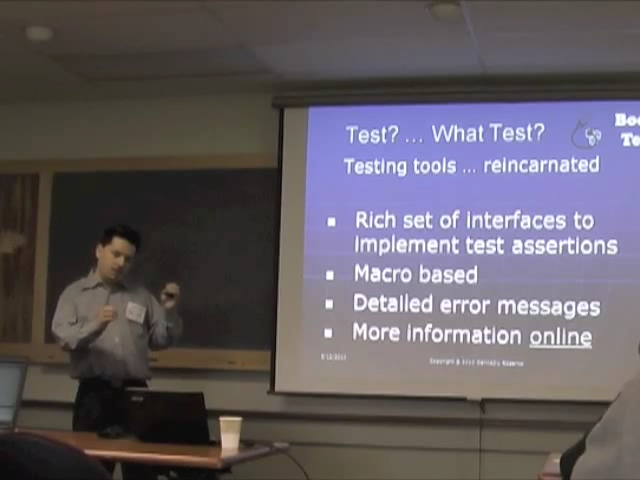 Test? ... What Test?
Testing tools ... reincarnated
Rich set of interfaces to
implement test assertions
Macro based
Detailed error messages
More information online